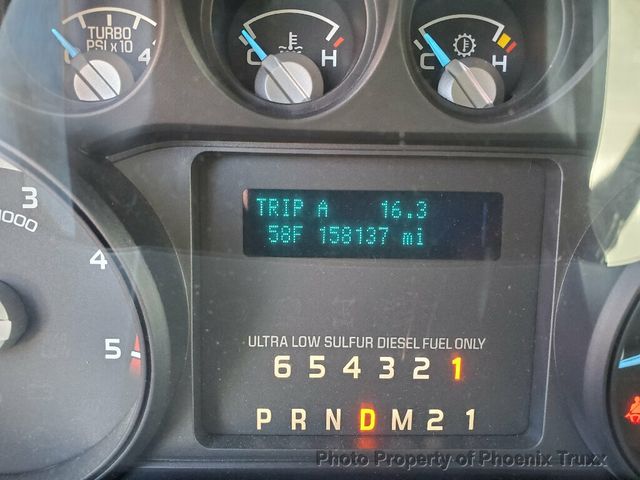 TURBO
PSI x 10
4
C H
C H
3
1000
4
5
TRIP A 16.3
58F 158137 mi
ULTRA LOW SULFUR DIESEL FUEL ONLY
6 5 4 3 2 1
P R N D M 2 1
Photo Property of Phoenix Truxx